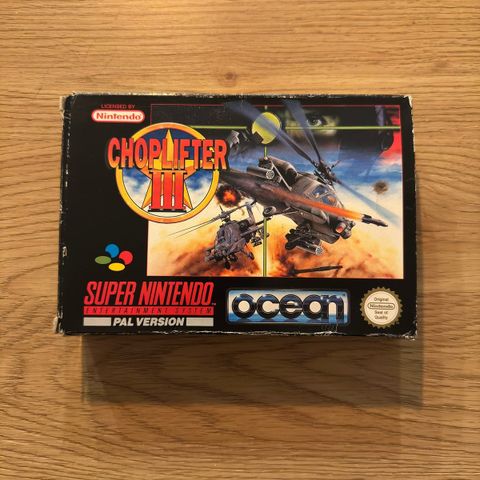 LICENSED BY
Nintendo
CHOPLIFTER
III
SUPER NINTENDO
ENTERTAINMENT SYSTEM
PAL VERSION
ocean
Original
Nintendo
Seal of
Quality